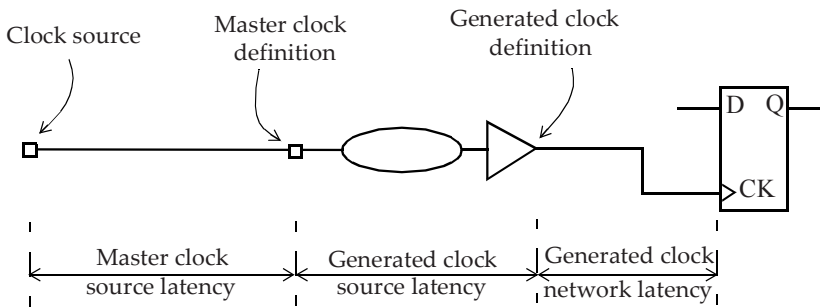 Clock source
Master clock
definition
Generated clock
definition
D Q
CK
Master clock
source latency
Generated clock
source latency
Generated clock
network latency